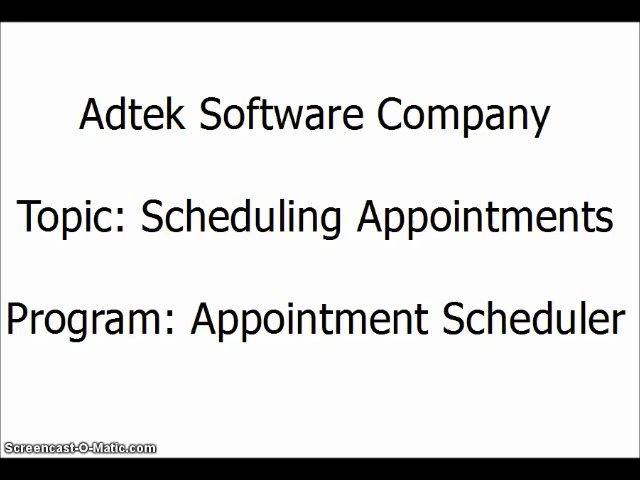 Adtek Software Company
Topic: Scheduling Appointments
Program: Appointment Scheduler
Screencast-O-Matic.com